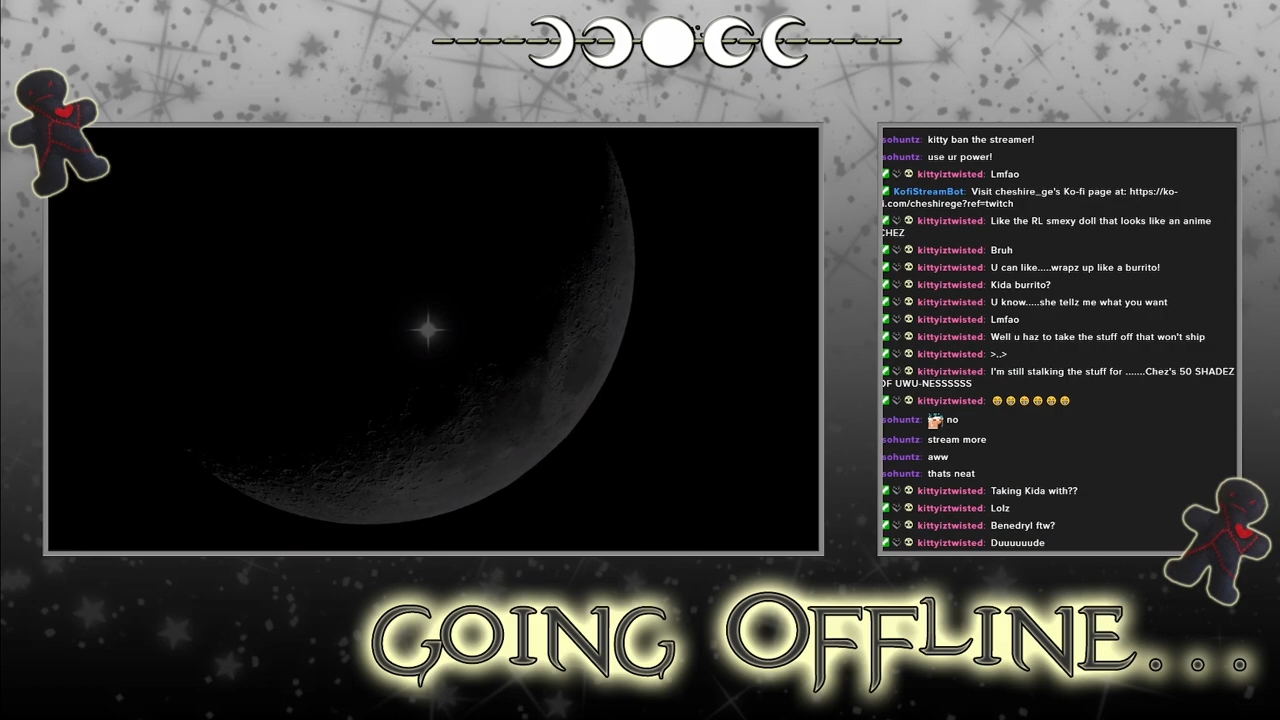 sohuntz: kitty ban the streamer!
sohuntz: use ur power!
kittyiztwisted: Lmfao
KofiStreamBot: Visit cheshire_ge's Ko-fi page at: https://ko-
i.com/cheshirege?ref=twitch
kittyiztwisted: Like the RL smexy doll that looks like an anime
CHEZ
kittyiztwisted: Bruh
kittyiztwisted: U can like.....wrapz up like a burrito!
kittyiztwisted: Kida burrito?
kittyiztwisted: U know.....she tellz me what you want
kittyiztwisted: Lmfao
kittyiztwisted: Well u haz to take the stuff off that won't ship
kittyiztwisted: >..>
kittyiztwisted: I'm still stalking the stuff for .......Chez's 50 SHADEZ
OF UWU-NESSSSSS
kittyiztwisted:
sohuntz: no
sohuntz: stream more
sohuntz: aww
sohuntz: thats neat
kittyiztwisted: Taking Kida with??
kittyiztwisted: Lolz
kittyiztwisted: Benedryl ftw?
kittyiztwisted: Duuuuuude
GOING OFFLINE...